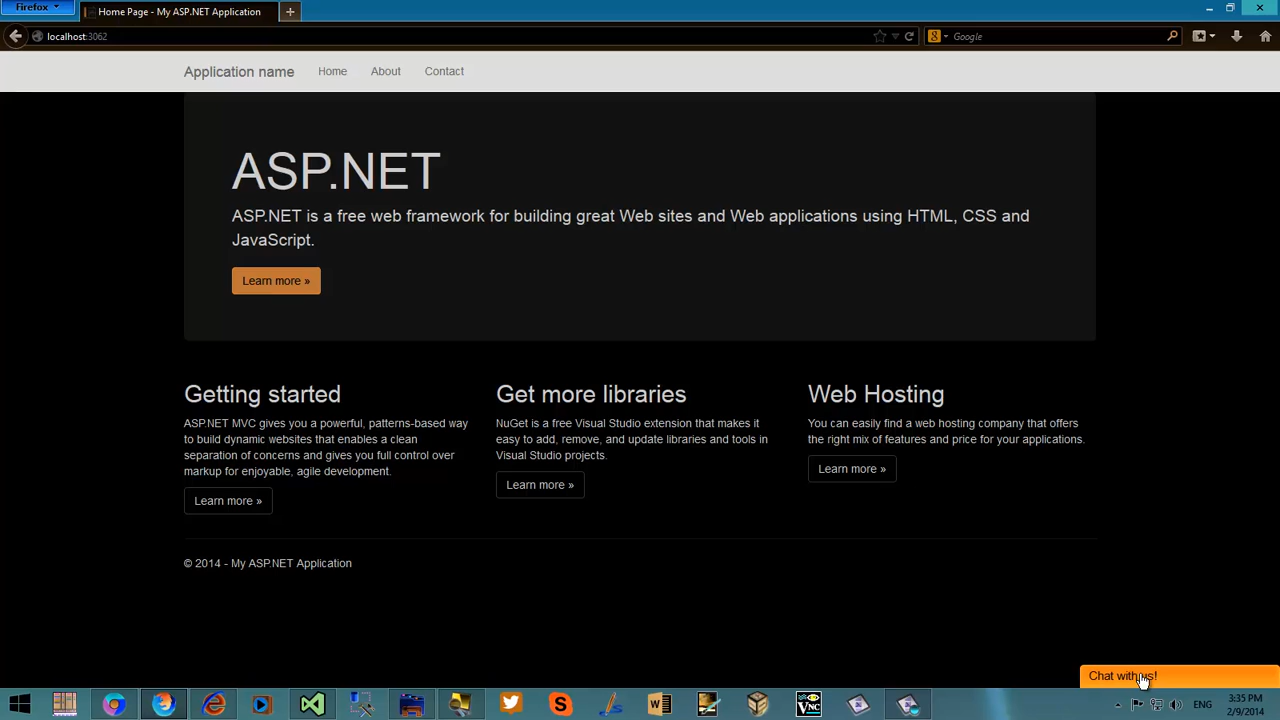 Firefox
Home Page - My ASP.NET Application
localhost:3062
Google
Application name
Home
About
Contact
ASP.NET
ASP.NET is a free web framework for building great Web sites and Web applications using HTML, CSS and
JavaScript.
Learn more »
Getting started
ASP.NET MVC gives you a powerful, patterns-based way
to build dynamic websites that enables a clean
separation of concerns and gives you full control over
markup for enjoyable, agile development.
Learn more »
Get more libraries
NuGet is a free Visual Studio extension that makes it
easy to add, remove, and update libraries and tools in
Visual Studio projects.
Learn more »
Web Hosting
You can easily find a web hosting company that offers
the right mix of features and price for your applications.
Learn more »
© 2014 - My ASP.NET Application
Chat with us!
ENG
3:35 PM
2/9/2014